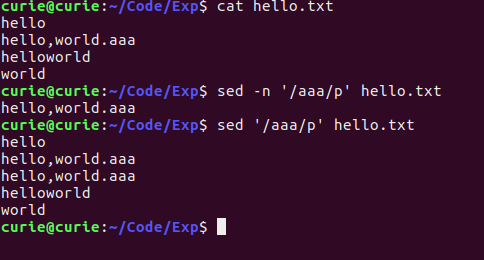 curie@curie:~/Code/Exp$ cat hello.txt
hello
hello,world.aaa
helloworld
world
curie@curie:~/Code/Exp$ sed -n '/aaa/p' hello.txt
hello,world.aaa
curie@curie:~/Code/Exp$ sed '/aaa/p' hello.txt
hello
hello,world.aaa
hello,world.aaa
helloworld
world
curie@curie:~/Code/Exp$